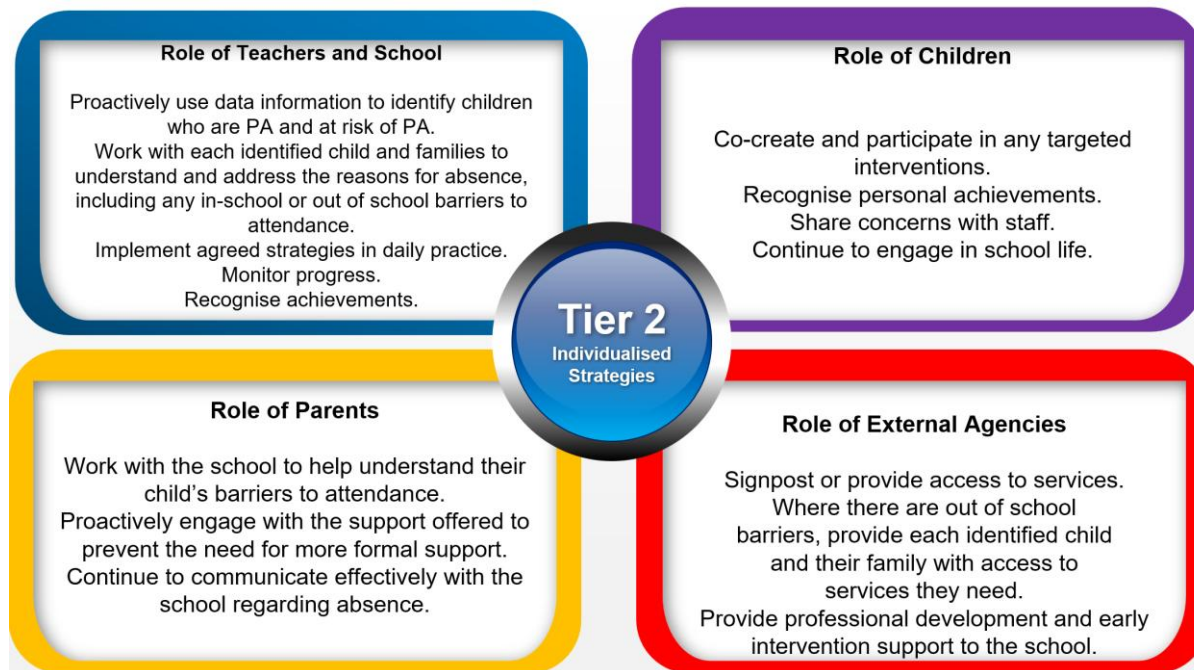 Role of Teachers and School
Proactively use data information to identify children
who are PA and at risk of PA.
Work with each identified child and families to
understand and address the reasons for absence,
including any in-school or out of school barriers to
attendance.
Implement agreed strategies in daily practice.
Monitor progress.
Recognise achievements.
Role of Children
Co-create and participate in any targeted
interventions.
Recognise personal achievements.
Share concerns with staff.
Continue to engage in school life.
Tier 2
Individualised
Strategies
Role of Parents
Work with the school to help understand their
child's barriers to attendance.
Proactively engage with the support offered to
prevent the need for more formal support.
Continue to communicate effectively with the
school regarding absence.
Role of External Agencies
Signpost or provide access to services.
Where there are out of school
barriers, provide each identified child
and their family with access to
services they need.
Provide professional development and early
intervention support to the school.